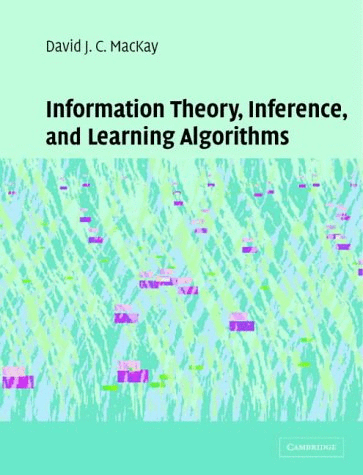 David J. C. MacKay
Information Theory, Inference,
and Learning Algorithms
CAMBRIDGE